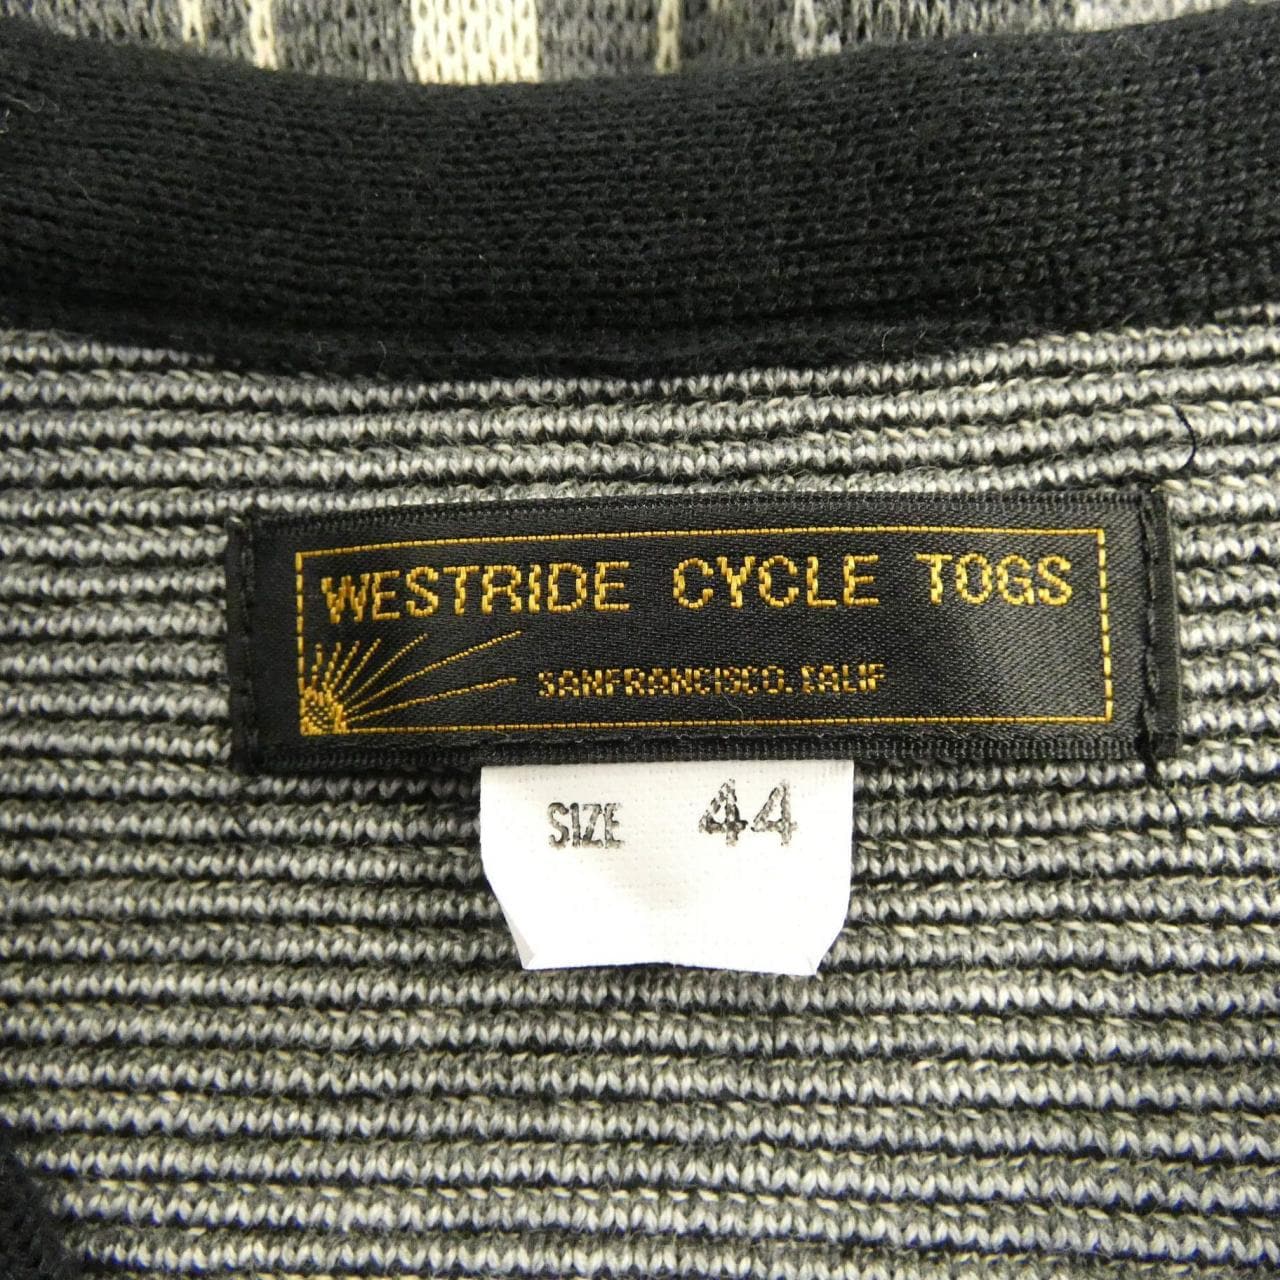 WESTRIDE CYCLE TOGS
SANFRANCISCO. CALIF
SIZE 44